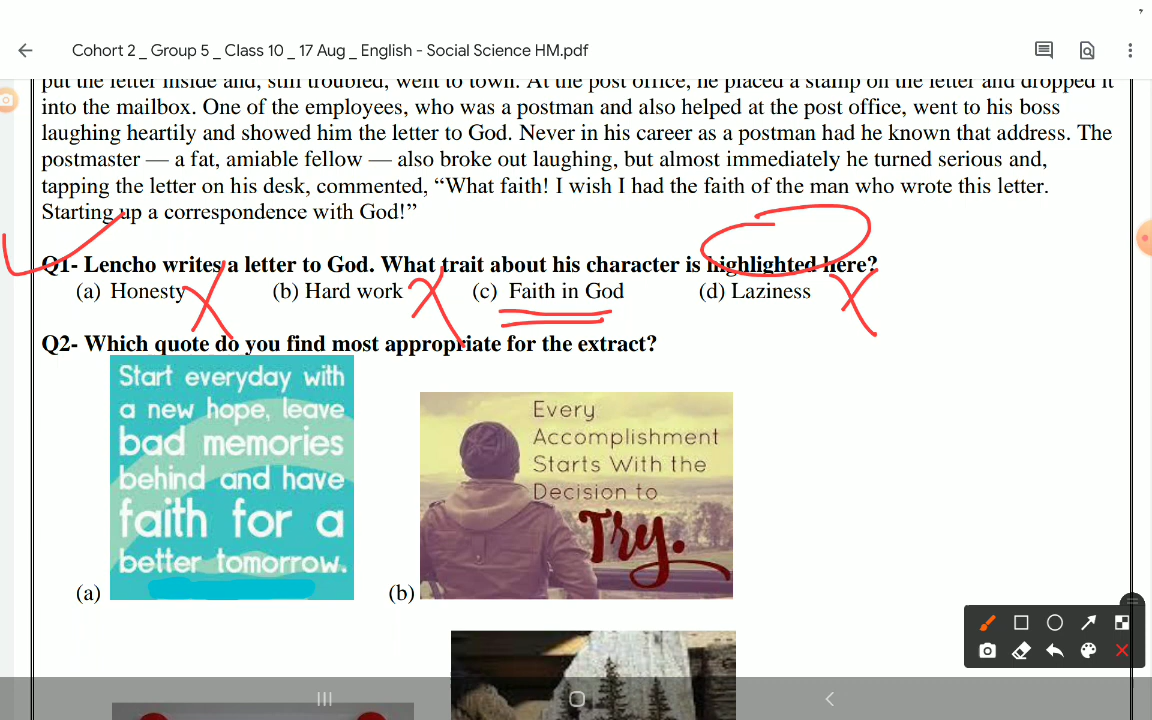 Cohort 2 _ Group 5 _ Class 10 _ 17 Aug _ English - Social Science HM.pdf
put the letter inside and, still troubled, went to town. At the post office, he placed a stamp on the letter and dropped it
into the mailbox. One of the employees, who was a postman and also helped at the post office, went to his boss
laughing heartily and showed him the letter to God. Never in his career as a postman had he known that address. The
postmaster — a fat, amiable fellow — also broke out laughing, but almost immediately he turned serious and,
tapping the letter on his desk, commented, “What faith! I wish I had the faith of the man who wrote this letter.
Starting up a correspondence with God!”
Q1- Lencho writes a letter to God. What trait about his character is highlighted here?
(a) Honesty (b) Hard work (c) Faith in God (d) Laziness
Q2- Which quote do you find most appropriate for the extract?
Start everyday with
a new hope, leave
bad memories
behind and have
faith for a
better tomorrow.
(a)
Every
Accomplishment
Starts With the
Decision to
Try.
(b)